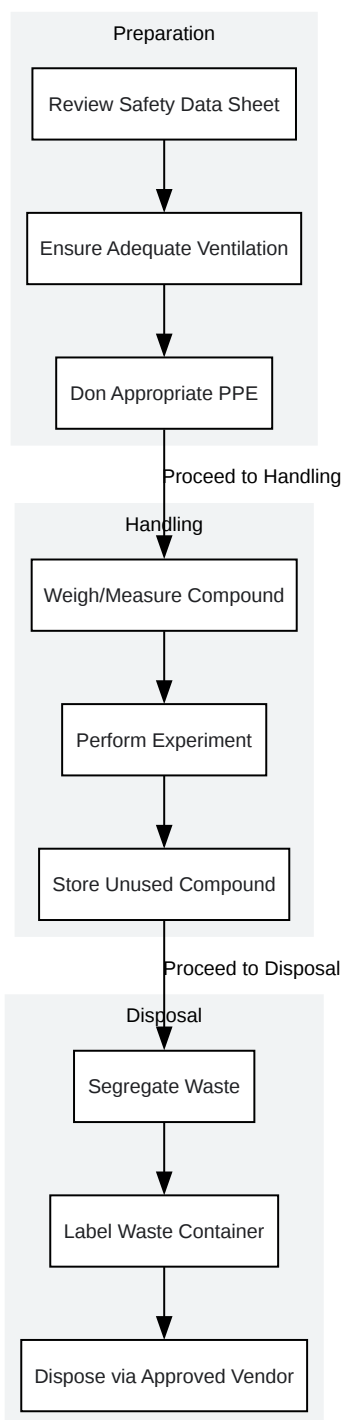 Preparation
Review Safety Data Sheet
Ensure Adequate Ventilation
Don Appropriate PPE
Proceed to Handling
Handling
Weigh/Measure Compound
Perform Experiment
Store Unused Compound
Proceed to Disposal
Disposal
Segregate Waste
Label Waste Container
Dispose via Approved Vendor